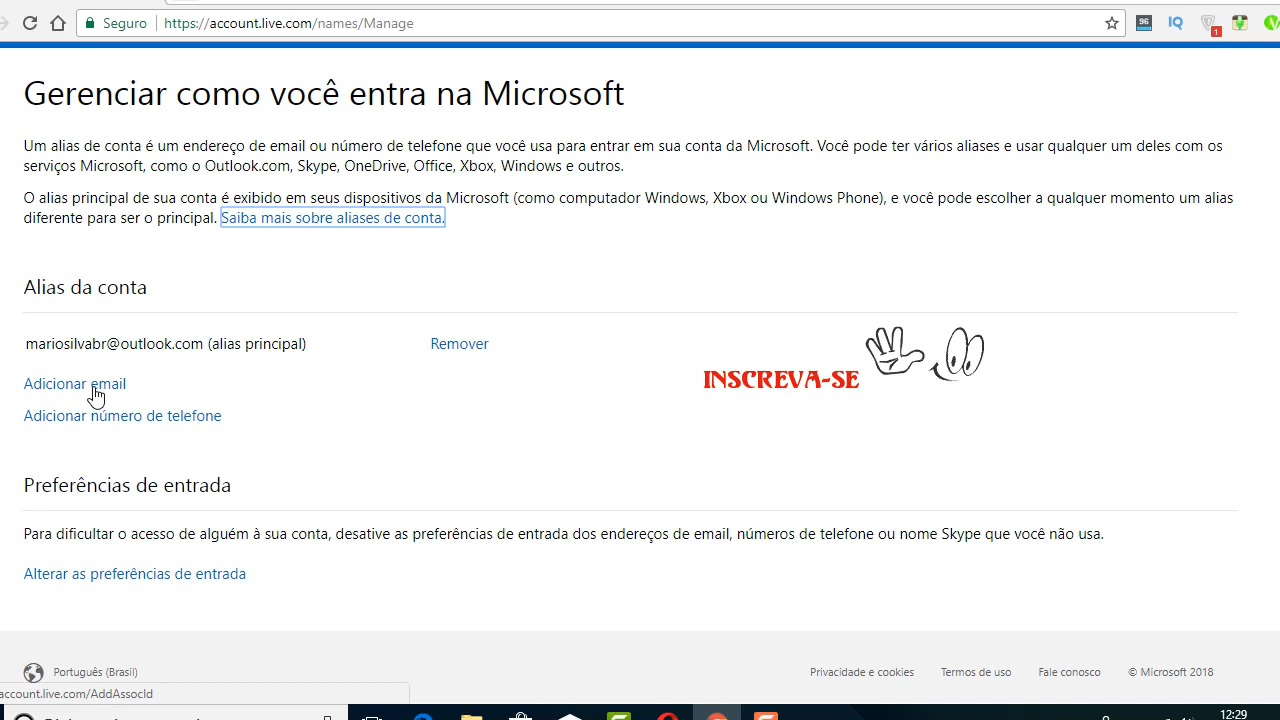 Seguro https://account.live.com/names/Manage
96 IQ 1
Gerenciar como você entra na Microsoft
Um alias de conta é um endereço de email ou número de telefone que você usa para entrar em sua conta da Microsoft. Você pode ter vários aliases e usar qualquer um deles com os
serviços Microsoft, como o Outlook.com, Skype, OneDrive, Office, Xbox, Windows e outros.
O alias principal de sua conta é exibido em seus dispositivos da Microsoft (como computador Windows, Xbox ou Windows Phone), e você pode escolher a qualquer momento um alias
diferente para ser o principal. Saiba mais sobre aliases de conta.
Alias da conta
mariosilvabr@outlook.com (alias principal) Remover
INSCREVA-SE
Adicionar email
Adicionar número de telefone
Preferências de entrada
Para dificultar o acesso de alguém à sua conta, desative as preferências de entrada dos endereços de email, números de telefone ou nome Skype que você não usa.
Alterar as preferências de entrada
Português (Brasil) Privacidade e cookies Termos de uso Fale conosco © Microsoft 2018
account.live.com/AddAssocId
12:29